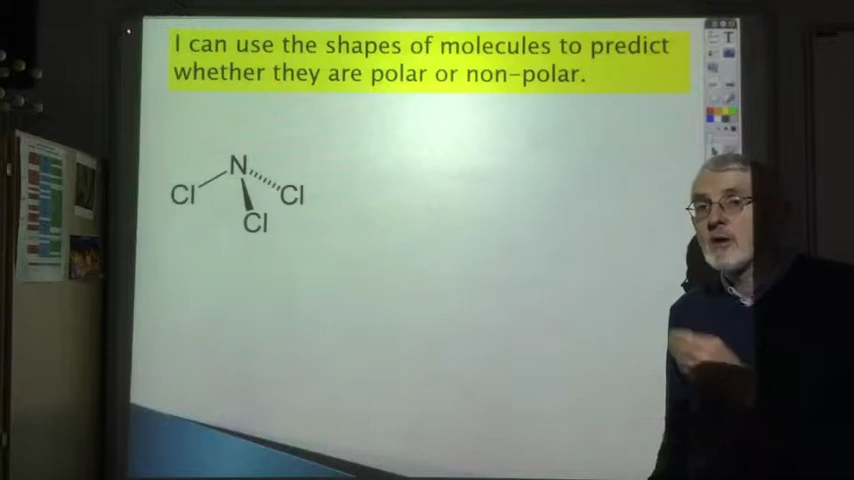 I can use the shapes of molecules to predict
whether they are polar or non-polar.
N
Cl Cl
Cl